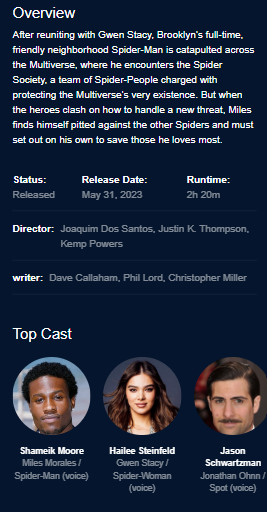 Overview
After reuniting with Gwen Stacy, Brooklyn's full-time,
friendly neighborhood Spider-Man is catapulted across
the Multiverse, where he encounters the Spider
Society, a team of Spider-People charged with
protecting the Multiverse's very existence. But when
the heroes clash on how to handle a new threat, Miles
finds himself pitted against the other Spiders and must
set out on his own to save those he loves most.
Status: Release Date: Runtime:
Released May 31, 2023 2h 20m
Director: Joaquim Dos Santos, Justin K. Thompson,
Kemp Powers
writer: Dave Callaham, Phil Lord, Christopher Miller
Top Cast
Shameik Moore
Miles Morales /
Spider-Man (voice)
Hailee Steinfeld
Gwen Stacy /
Spider-Woman
(voice)
Jason
Schwartzman
Jonathan Ohnn /
Spot (voice)